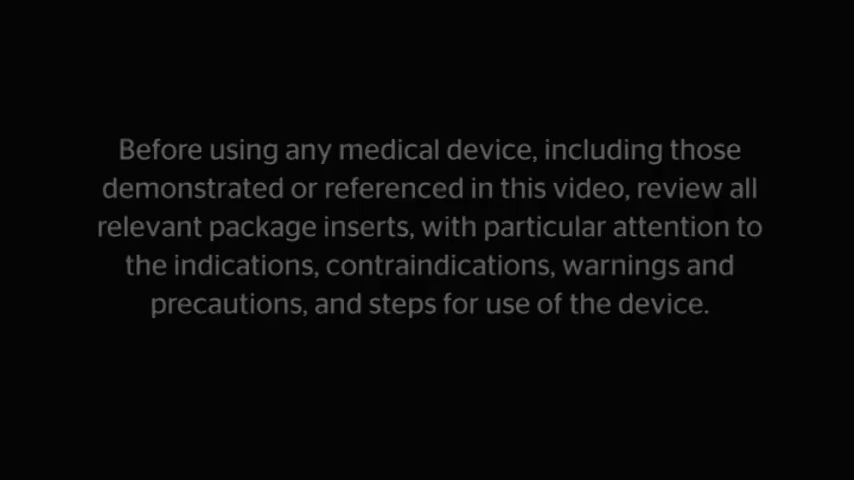 Before using any medical device, including those
demonstrated or referenced in this video, review all
relevant package inserts, with particular attention to
the indications, contraindications, warnings and
precautions, and steps for use of the device.